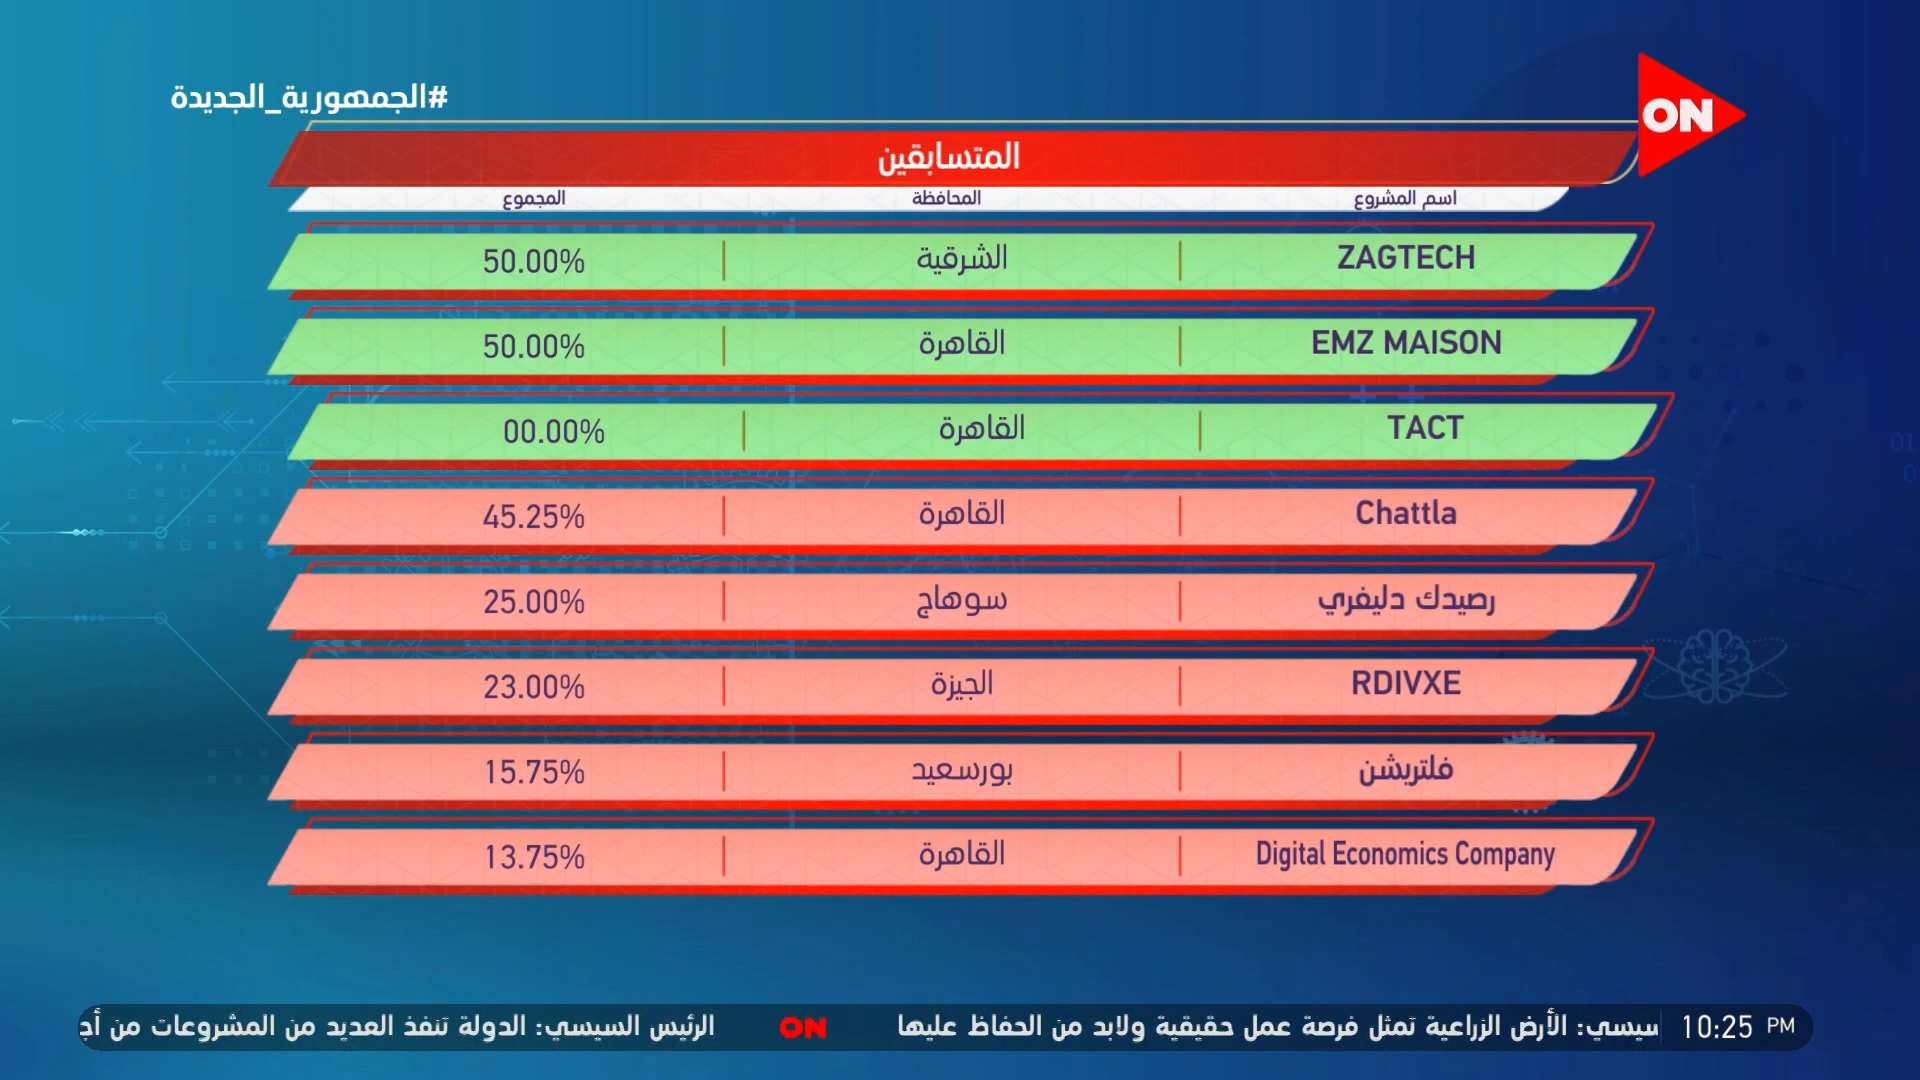 #الجمهورية_الجديدة
ON
المتسابقين
اسم المشروع المحافظة المجموع
ZAGTECH الشرقية 50.00%
EMZ MAISON القاهرة 50.00%
TACT القاهرة 00.00%
Chattla القاهرة 45.25%
رصيدك دليفري سوهاج 25.00%
RDIVXE الجيزة 23.00%
فلتريشن بورسعيد 15.75%
Digital Economics Company القاهرة 13.75%
10:25 PM
سيسي: الأرض الزراعية تمثل فرصة عمل حقيقية ولابد من الحفاظ عليها ON الرئيس السيسي: الدولة تنفذ العديد من المشروعات من أج